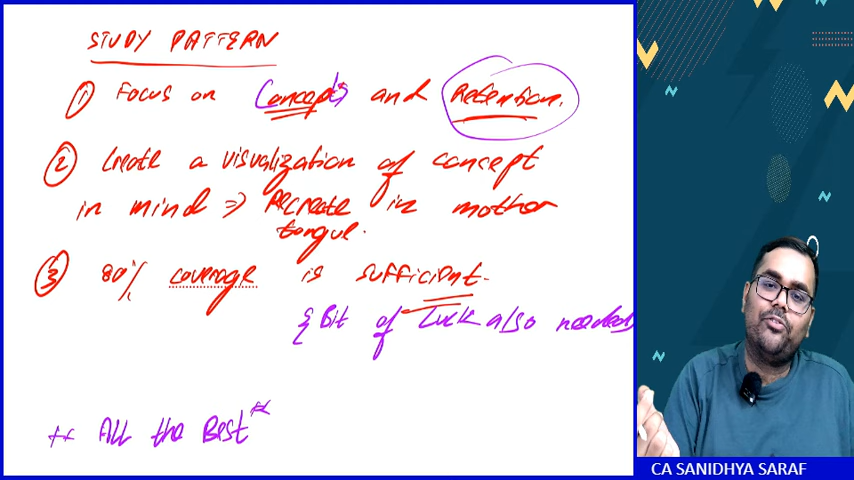 STUDY PATTERN
① Focus on Concepts and Retention.
② Create a visualization of concept
in mind ⇒ Recreate in mother
tongue.
③ 80% coverage is sufficient.
{Bit of Luck also needed}
** All the Best **
CA SANIDHYA SARAF